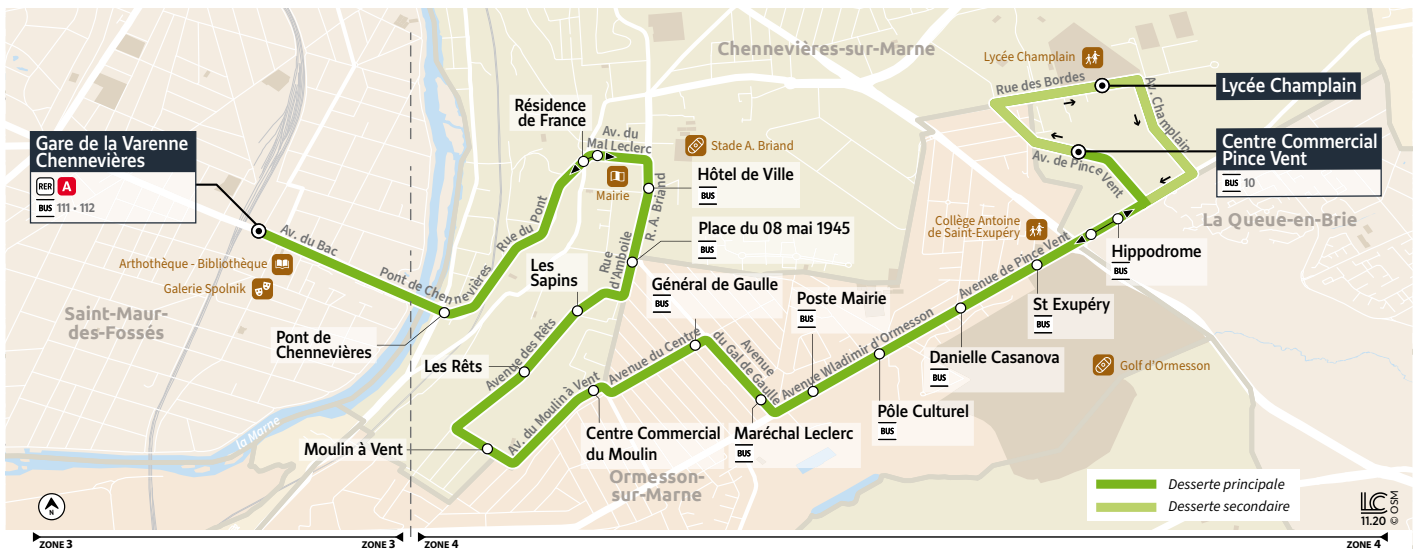 Chennevières-sur-Marne
Lycée Champlain
Rue des Bordes
Av. Champlain
Lycée Champlain
Centre Commercial
Pince Vent
BUS 10
Av. de Pince Vent
La Queue-en-Brie
Résidence
de France
Av. du
Mal Leclerc
Stade A. Briand
Mairie
Hôtel de Ville
BUS
R. A. Briand
Place du 08 mai 1945
BUS
Rue
d'Amboile
Gare de la Varenne
Chennevières
RER A
BUS 111 • 112
Av. du Bac
Arthothèque - Bibliothèque
Galerie Spolnik
Saint-Maur-
des-Fossés
Pont de Chennevières
Rue du Pont
Pont de
Chennevières
Les
Sapins
Les Rêts
Avenue des Rêts
Moulin à Vent
Av. du Moulin à Vent
la Marne
Centre Commercial
du Moulin
Avenue du Centre
Général de Gaulle
BUS
Avenue
du Gal de Gaulle
Maréchal Leclerc
BUS
Ormesson-
sur-Marne
Poste Mairie
BUS
Avenue Wladimir d'Ormesson
Pôle Culturel
BUS
Danielle Casanova
BUS
Avenue de Pince Vent
Collège Antoine
de Saint-Exupéry
St Exupéry
BUS
Hippodrome
BUS
Golf d'Ormesson
Desserte principale
Desserte secondaire
LC
11.20
© OSM
N
ZONE 3
ZONE 3
ZONE 4
ZONE 4